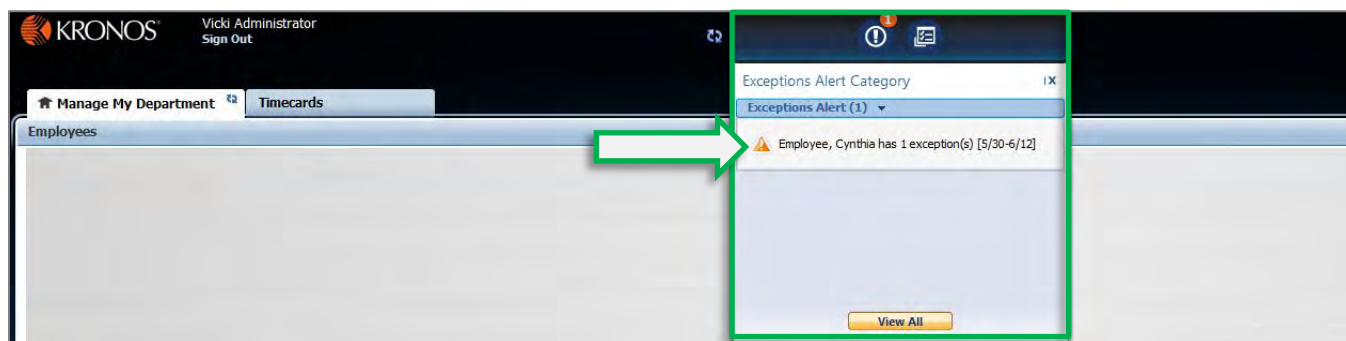 KRONOS
Vicki Administrator
Sign Out
1
Exceptions Alert Category
X
Exceptions Alert (1)
Manage My Department
Timecards
Employees
Employee, Cynthia has 1 exception(s) [5/30-6/12]
View All